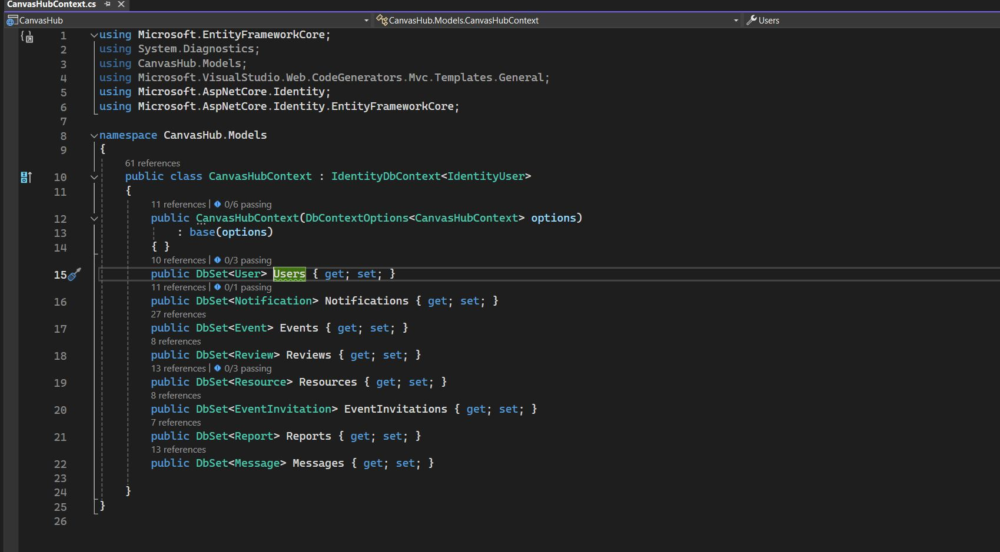 CanvasHubContext.cs
CanvasHub CanvasHub.Models.CanvasHubContext Users
1 using Microsoft.EntityFrameworkCore;
2 using System.Diagnostics;
3 using CanvasHub.Models;
4 using Microsoft.VisualStudio.Web.CodeGenerators.Mvc.Templates.General;
5 using Microsoft.AspNetCore.Identity;
6 using Microsoft.AspNetCore.Identity.EntityFrameworkCore;
7
8 namespace CanvasHub.Models
9 {
61 references
10 public class CanvasHubContext : IdentityDbContext<IdentityUser>
11 {
11 references | 0/6 passing
12 public CanvasHubContext(DbContextOptions<CanvasHubContext> options)
13 : base(options)
14 { }
10 references | 0/3 passing
15 public DbSet<User> Users { get; set; }
11 references | 0/1 passing
16 public DbSet<Notification> Notifications { get; set; }
27 references
17 public DbSet<Event> Events { get; set; }
8 references
18 public DbSet<Review> Reviews { get; set; }
13 references | 0/3 passing
19 public DbSet<Resource> Resources { get; set; }
8 references
20 public DbSet<EventInvitation> EventInvitations { get; set; }
7 references
21 public DbSet<Report> Reports { get; set; }
13 references
22 public DbSet<Message> Messages { get; set; }
23
24 }
25 }
26